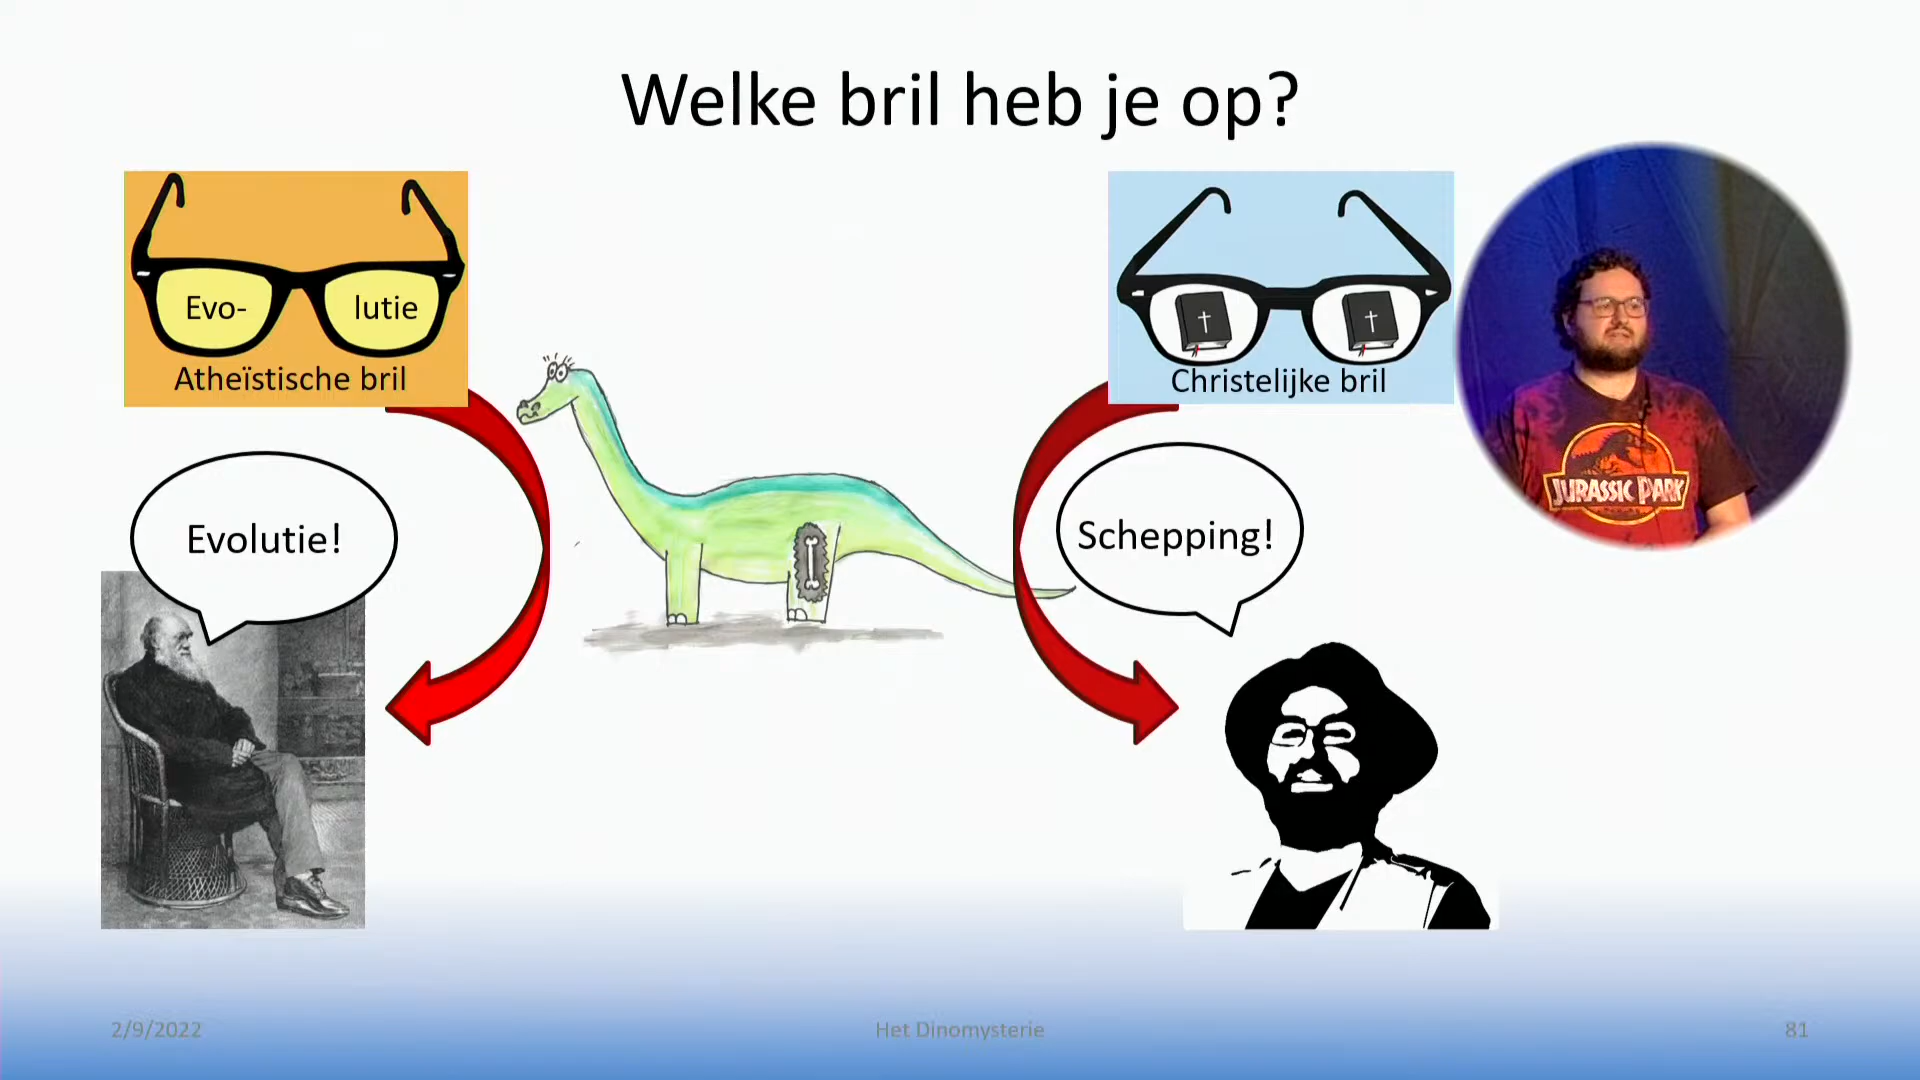 Welke bril heb je op?
Evo- lutie
Atheïstische bril
Christelijke bril
Evolutie!
Schepping!
JURASSIC PARK
2/9/2022
Het Dinomysterie
81